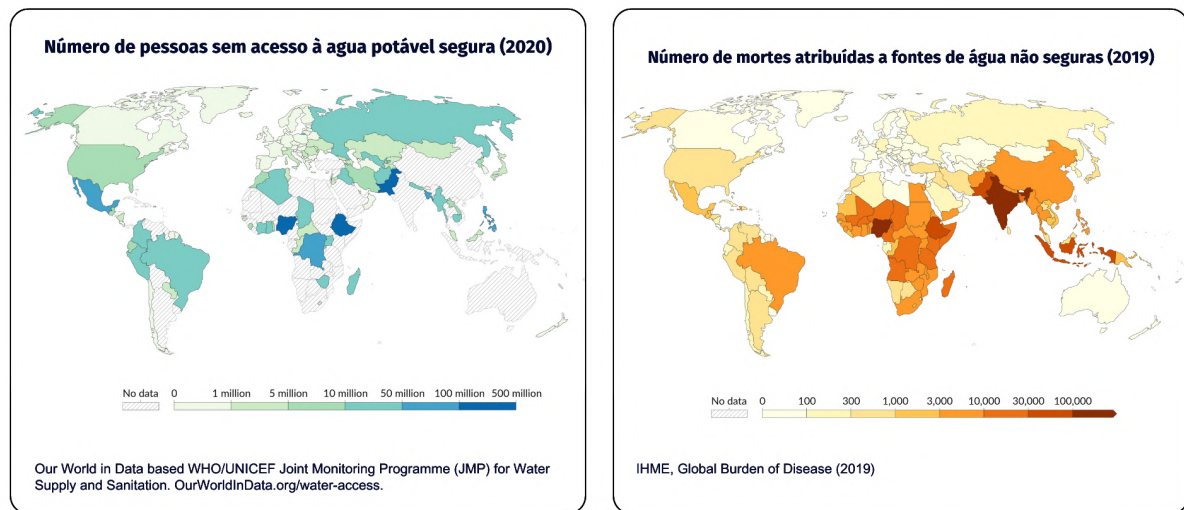 Número de pessoas sem acesso à agua potável segura (2020)
No data 0 1 million 5 million 10 million 50 million 100 million 500 million
Our World in Data based WHO/UNICEF Joint Monitoring Programme (JMP) for Water
Supply and Sanitation. OurWorldInData.org/water-access.
Número de mortes atribuídas a fontes de água não seguras (2019)
No data 0 100 300 1,000 3,000 10,000 30,000 100,000
IHME, Global Burden of Disease (2019)